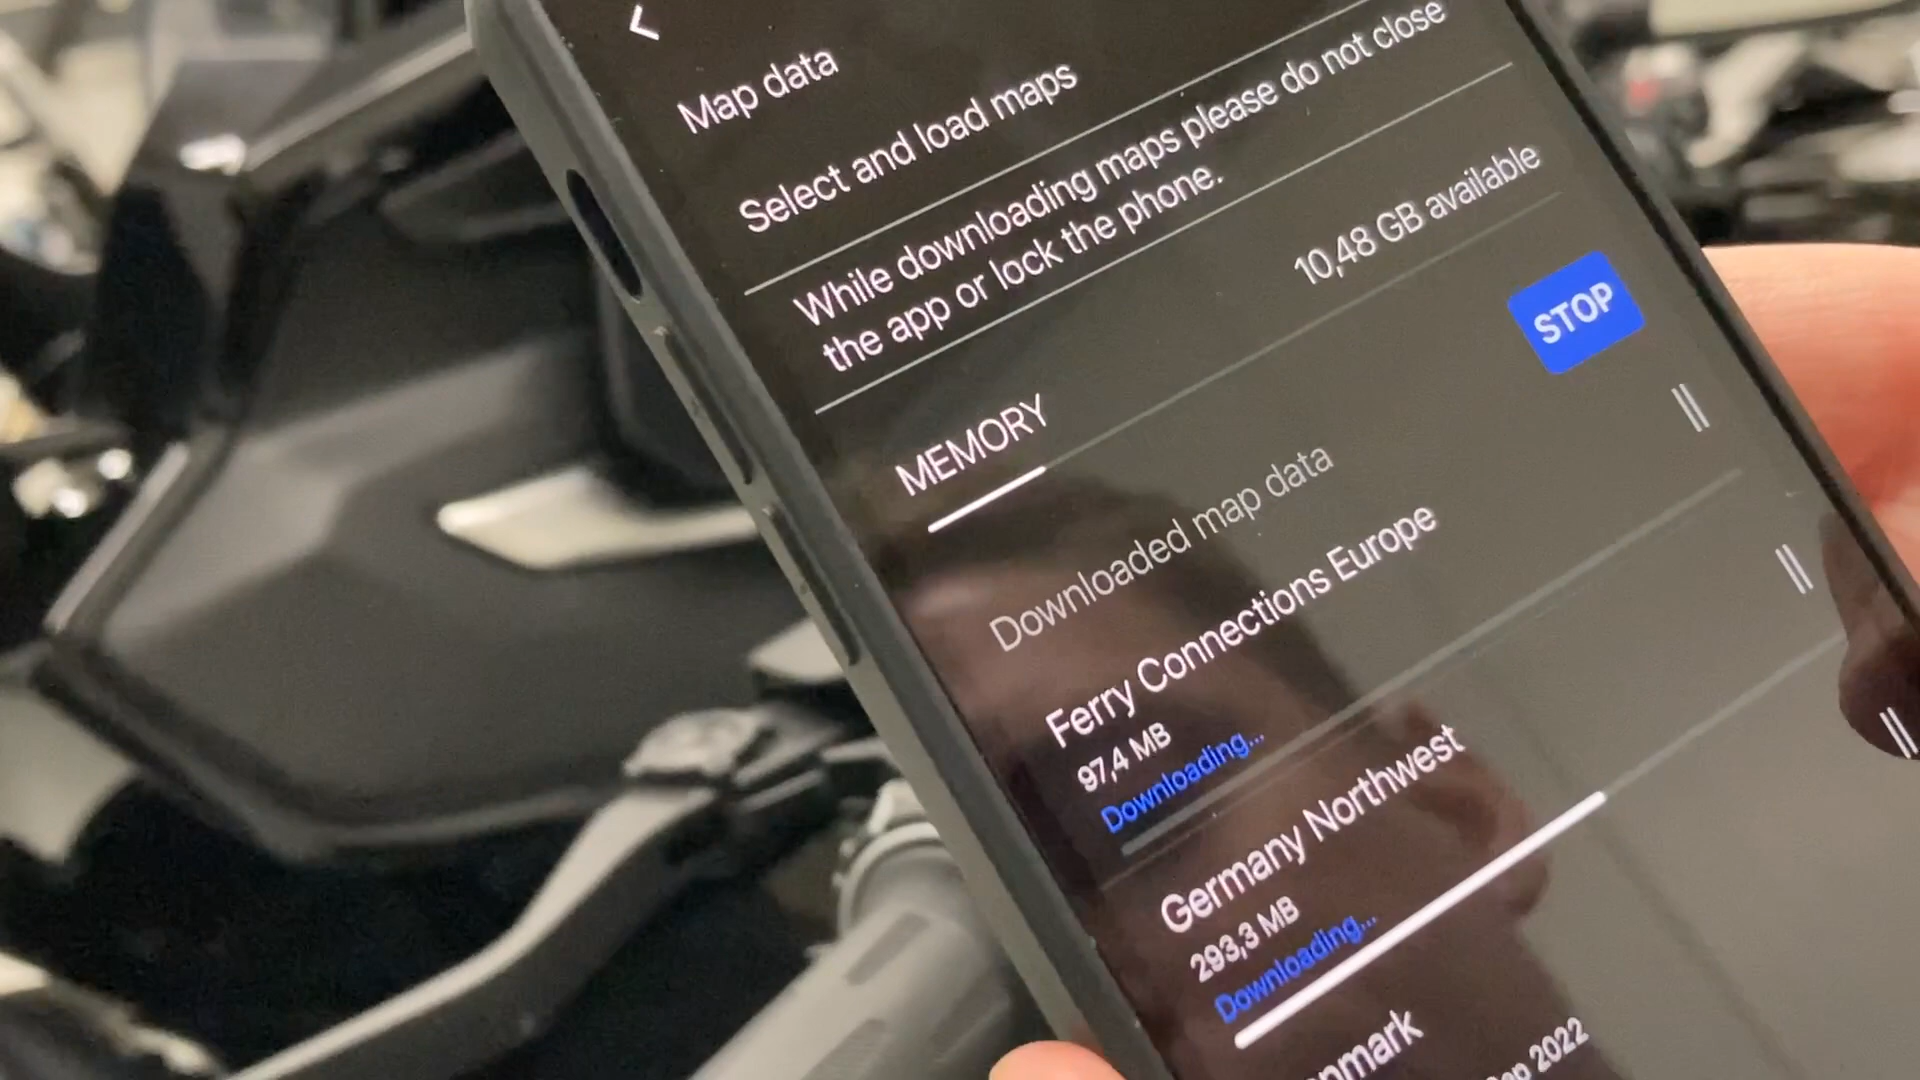 Map data
Select and load maps
While downloading maps please do not close
the app or lock the phone.
MEMORY
10,48 GB available
STOP
Downloaded map data
Ferry Connections Europe
97,4 MB
Downloading...
Germany Northwest
293,3 MB
Downloading...
2022